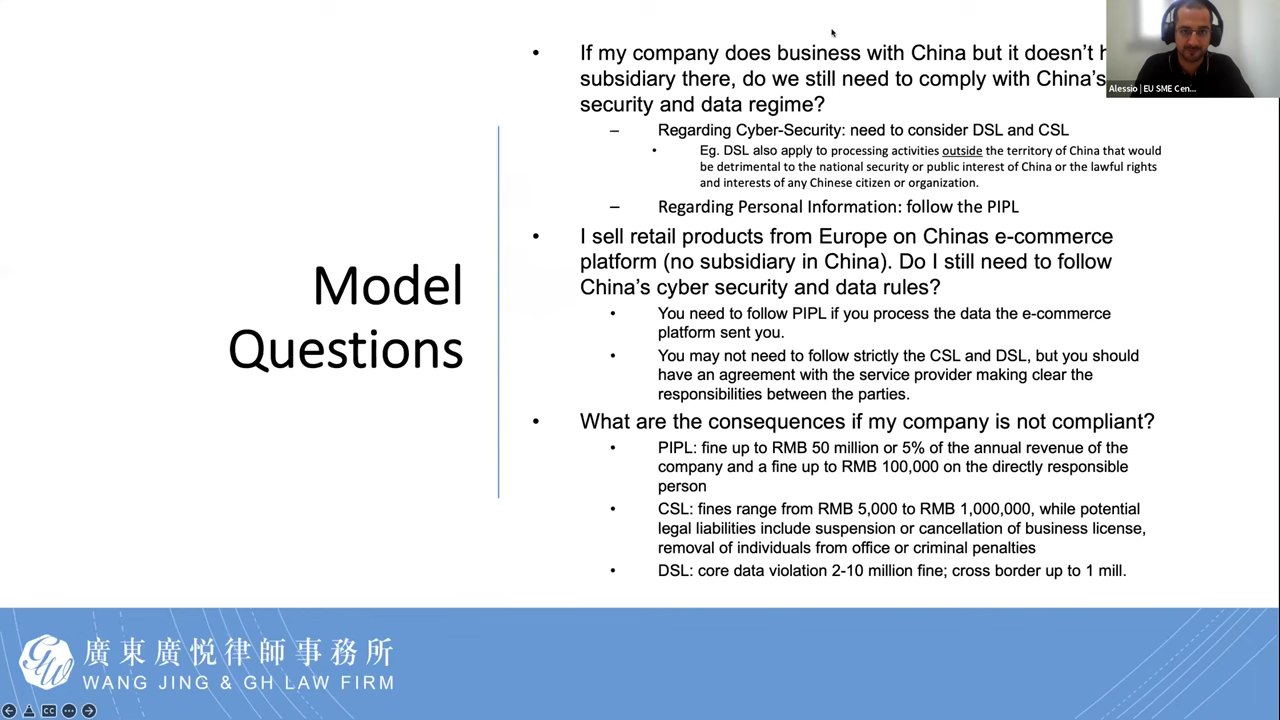 Model
Questions
If my company does business with China but it doesn't
subsidiary there, do we still need to comply with China's
security and data regime?
Regarding Cyber-Security: need to consider DSL and CSL
Eg. DSL also apply to processing activities outside the territory of China that would
be detrimental to the national security or public interest of China or the lawful rights
and interests of any Chinese citizen or organization.
Regarding Personal Information: follow the PIPL
I sell retail products from Europe on Chinas e-commerce
platform (no subsidiary in China). Do I still need to follow
China's cyber security and data rules?
You need to follow PIPL if you process the data the e-commerce
platform sent you.
You may not need to follow strictly the CSL and DSL, but you should
have an agreement with the service provider making clear the
responsibilities between the parties.
What are the consequences if my company is not compliant?
PIPL: fine up to RMB 50 million or 5% of the annual revenue of the
company and a fine up to RMB 100,000 on the directly responsible
person
CSL: fines range from RMB 5,000 to RMB 1,000,000, while potential
legal liabilities include suspension or cancellation of business license,
removal of individuals from office or criminal penalties
DSL: core data violation 2-10 million fine; cross border up to 1 mill.
Alessio | EU SME Cen...
GW
廣東廣悦律師事務所
WANG JING & GH LAW FIRM
CC